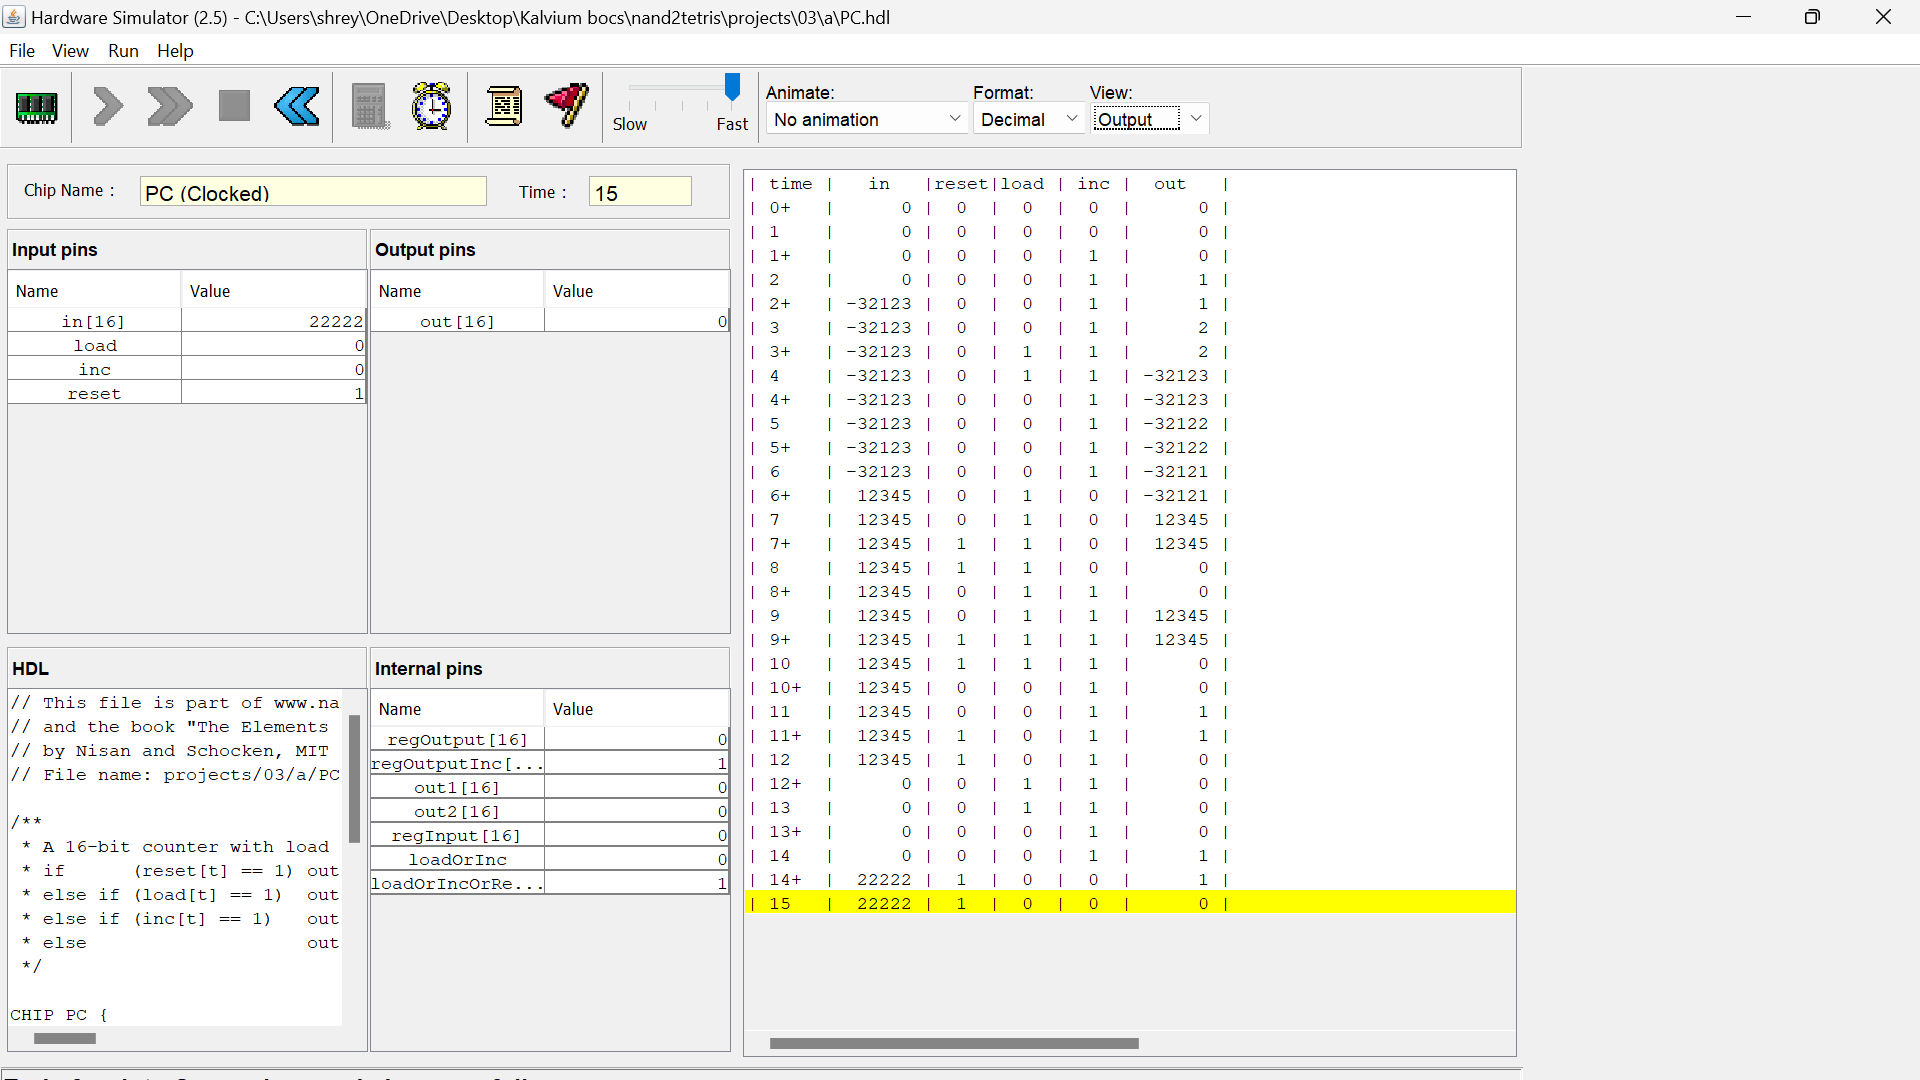 Hardware Simulator (2.5) - C:\Users\shrey\OneDrive\Desktop\Kalvium bocs\nand2tetris\projects\03\a\PC.hdl
File View Run Help
Slow Fast
Animate: Format: View:
No animation Decimal Output
Chip Name : PC (Clocked) Time : 15
Input pins
Name Value
in[16] 22222
load 0
inc 0
reset 1
Output pins
Name Value
out[16] 0
HDL
// This file is part of www.na
// and the book "The Elements
// by Nisan and Schocken, MIT
// File name: projects/03/a/PC
/**
* A 16-bit counter with load
* if (reset[t] == 1) out
* else if (load[t] == 1) out
* else if (inc[t] == 1) out
* else out
*/
CHIP PC {
Internal pins
Name Value
regOutput[16] 0
regOutputInc[... 1
out1[16] 0
out2[16] 0
regInput[16] 0
loadOrInc 0
loadOrIncOrRe... 1
| time | in |reset|load | inc | out |
| 0+ | 0 | 0 | 0 | 0 | 0 |
| 1 | 0 | 0 | 0 | 0 | 0 |
| 1+ | 0 | 0 | 0 | 1 | 0 |
| 2 | 0 | 0 | 0 | 1 | 1 |
| 2+ | -32123 | 0 | 0 | 1 | 1 |
| 3 | -32123 | 0 | 0 | 1 | 2 |
| 3+ | -32123 | 0 | 1 | 1 | 2 |
| 4 | -32123 | 0 | 1 | 1 | -32123 |
| 4+ | -32123 | 0 | 0 | 1 | -32123 |
| 5 | -32123 | 0 | 0 | 1 | -32122 |
| 5+ | -32123 | 0 | 0 | 1 | -32122 |
| 6 | -32123 | 0 | 0 | 1 | -32121 |
| 6+ | 12345 | 0 | 1 | 0 | -32121 |
| 7 | 12345 | 0 | 1 | 0 | 12345 |
| 7+ | 12345 | 1 | 1 | 0 | 12345 |
| 8 | 12345 | 1 | 1 | 0 | 0 |
| 8+ | 12345 | 0 | 1 | 1 | 0 |
| 9 | 12345 | 0 | 1 | 1 | 12345 |
| 9+ | 12345 | 1 | 1 | 1 | 12345 |
| 10 | 12345 | 1 | 1 | 1 | 0 |
| 10+ | 12345 | 0 | 0 | 1 | 0 |
| 11 | 12345 | 0 | 0 | 1 | 1 |
| 11+ | 12345 | 1 | 0 | 1 | 1 |
| 12 | 12345 | 1 | 0 | 1 | 0 |
| 12+ | 0 | 0 | 1 | 1 | 0 |
| 13 | 0 | 0 | 1 | 1 | 0 |
| 13+ | 0 | 0 | 0 | 1 | 0 |
| 14 | 0 | 0 | 0 | 1 | 1 |
| 14+ | 22222 | 1 | 0 | 0 | 1 |
| 15 | 22222 | 1 | 0 | 0 | 0 |